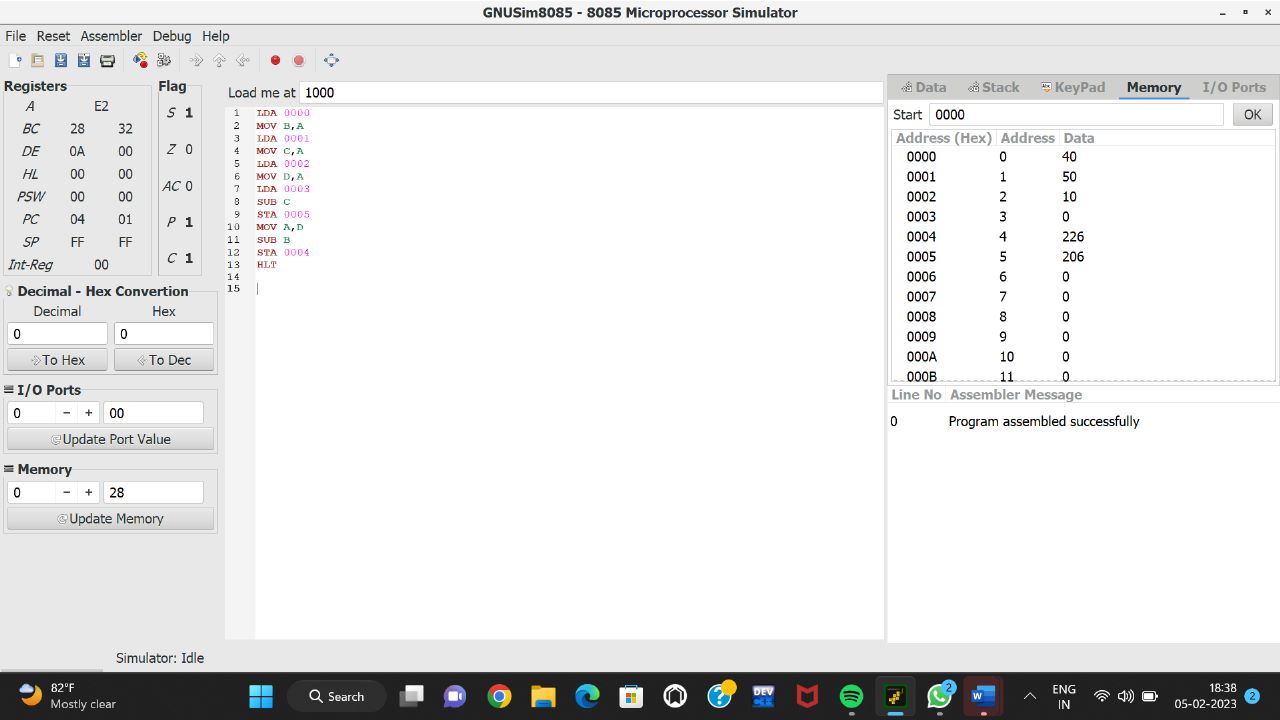 GNUSim8085 - 8085 Microprocessor Simulator
File Reset Assembler Debug Help
Registers
A E2
BC 28 32
DE 0A 00
HL 00 00
PSW 00 00
PC 04 01
SP FF FF
Int-Reg 00
Flag
S 1
Z 0
AC 0
P 1
C 1
Decimal - Hex Convertion
Decimal Hex
0 0
To Hex To Dec
I/O Ports
0 − + 00
Update Port Value
Memory
0 − + 28
Update Memory
Load me at 1000
1 LDA 0000
2 MOV B,A
3 LDA 0001
4 MOV C,A
5 LDA 0002
6 MOV D,A
7 LDA 0003
8 SUB C
9 STA 0005
10 MOV A,D
11 SUB B
12 STA 0004
13 HLT
14
15
Data Stack KeyPad Memory I/O Ports
Start 0000 OK
Address (Hex) Address Data
0000 0 40
0001 1 50
0002 2 10
0003 3 0
0004 4 226
0005 5 206
0006 6 0
0007 7 0
0008 8 0
0009 9 0
000A 10 0
000B 11 0
Line No Assembler Message
0 Program assembled successfully
Simulator: Idle
82°F
Mostly clear
Search
DEV
2
ENG
IN
18:38
05-02-2023
2